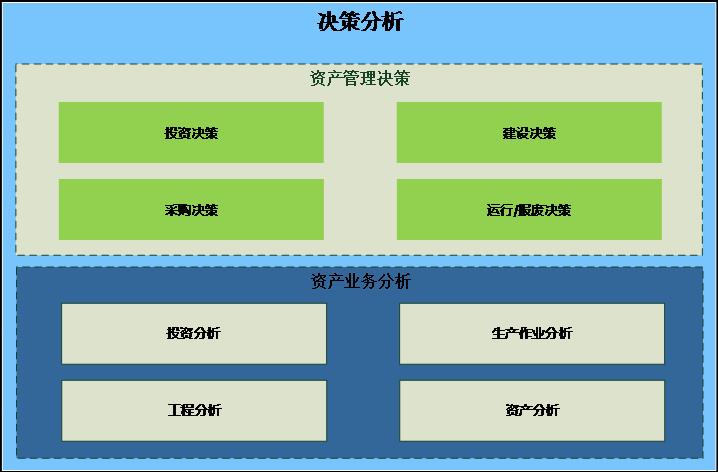 决策分析
资产管理决策
投资决策
建设决策
采购决策
运行/报废决策
资产业务分析
投资分析
生产作业分析
工程分析
资产分析